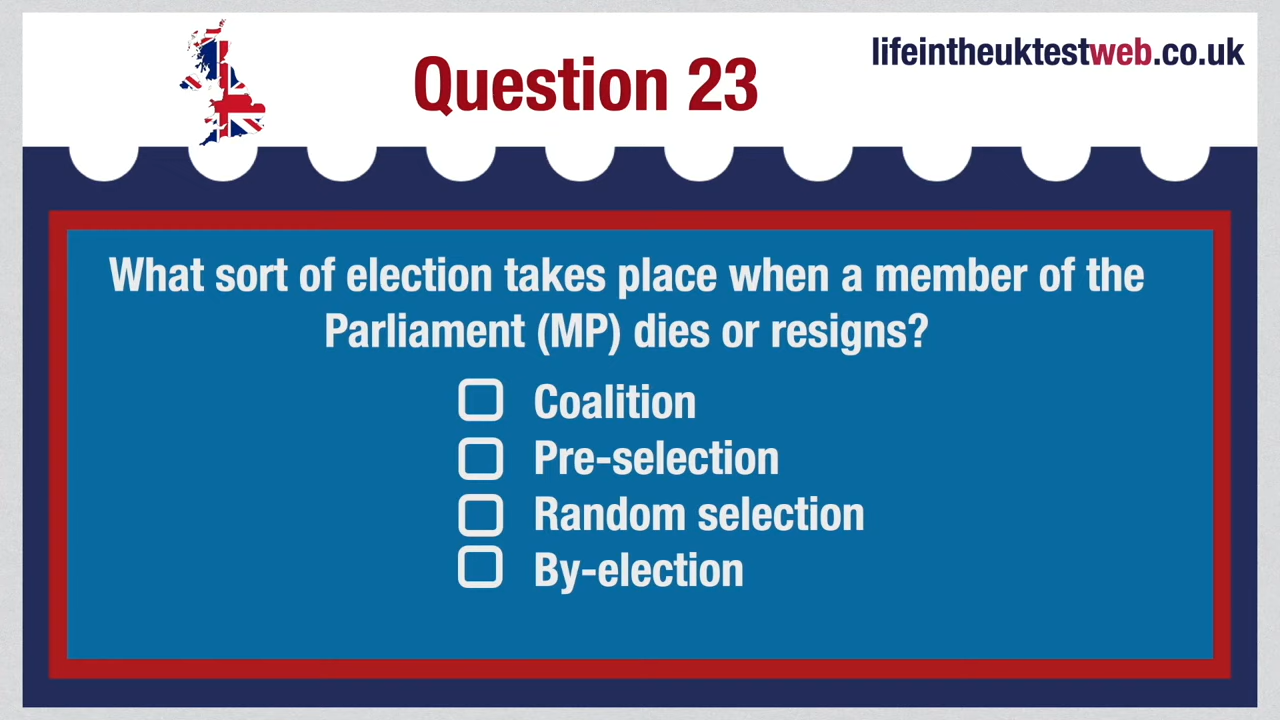 Question 23
lifeintheuktestweb.co.uk
What sort of election takes place when a member of the
Parliament (MP) dies or resigns?
Coalition
Pre-selection
Random selection
By-election